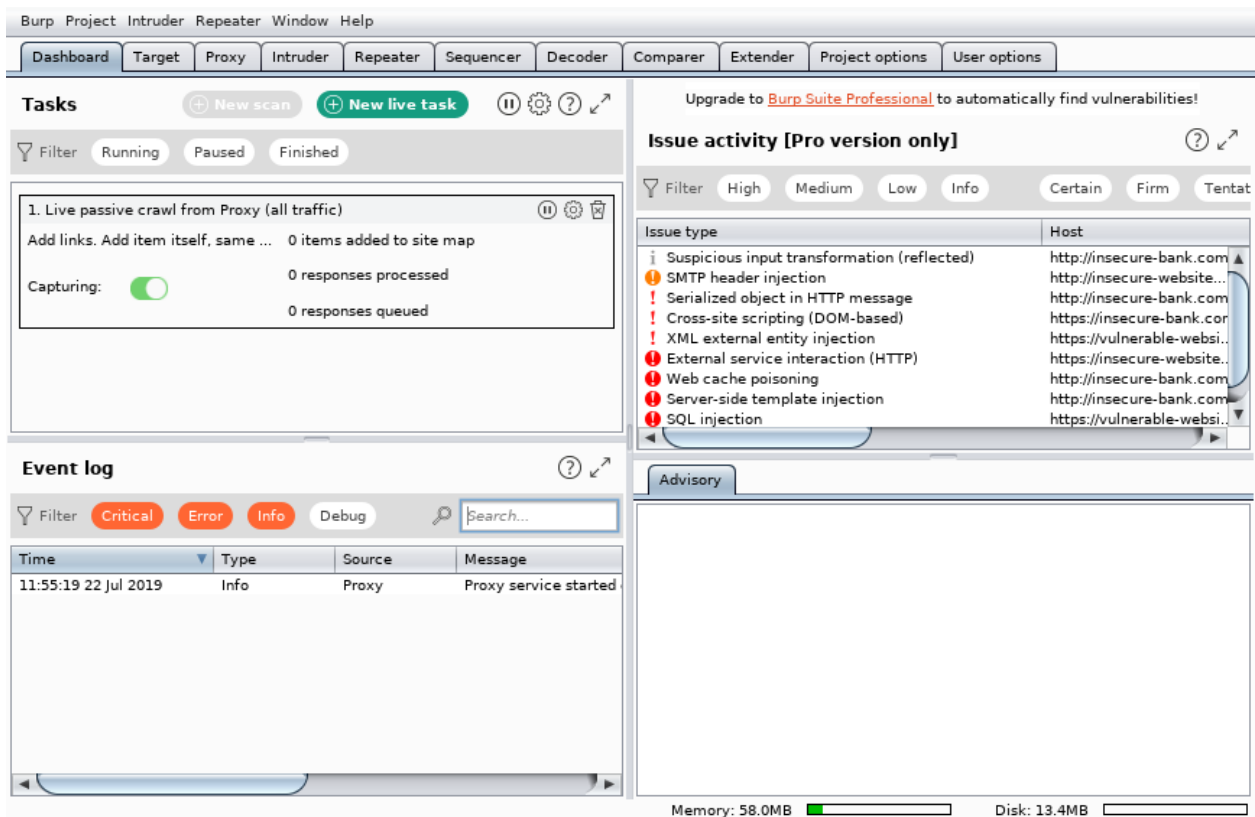 Burp Project Intruder Repeater Window Help
Dashboard Target Proxy Intruder Repeater Sequencer Decoder Comparer Extender Project options User options
Tasks New scan New live task
Filter Running Paused Finished
1. Live passive crawl from Proxy (all traffic)
Add links. Add item itself, same ... 0 items added to site map
0 responses processed
Capturing:
0 responses queued
Event log
Filter Critical Error Info Debug Search...
Time Type Source Message
11:55:19 22 Jul 2019 Info Proxy Proxy service started
Upgrade to Burp Suite Professional to automatically find vulnerabilities!
Issue activity [Pro version only]
Filter High Medium Low Info Certain Firm Tentat
Issue type Host
Suspicious input transformation (reflected) http://insecure-bank.com
SMTP header injection http://insecure-website...
Serialized object in HTTP message http://insecure-bank.com
Cross-site scripting (DOM-based) https://insecure-bank.cor
XML external entity injection https://vulnerable-websi..
External service interaction (HTTP) https://insecure-website..
Web cache poisoning http://insecure-bank.com
Server-side template injection http://insecure-bank.com
SQL injection https://vulnerable-websi..
Advisory
Memory: 58.0MB Disk: 13.4MB